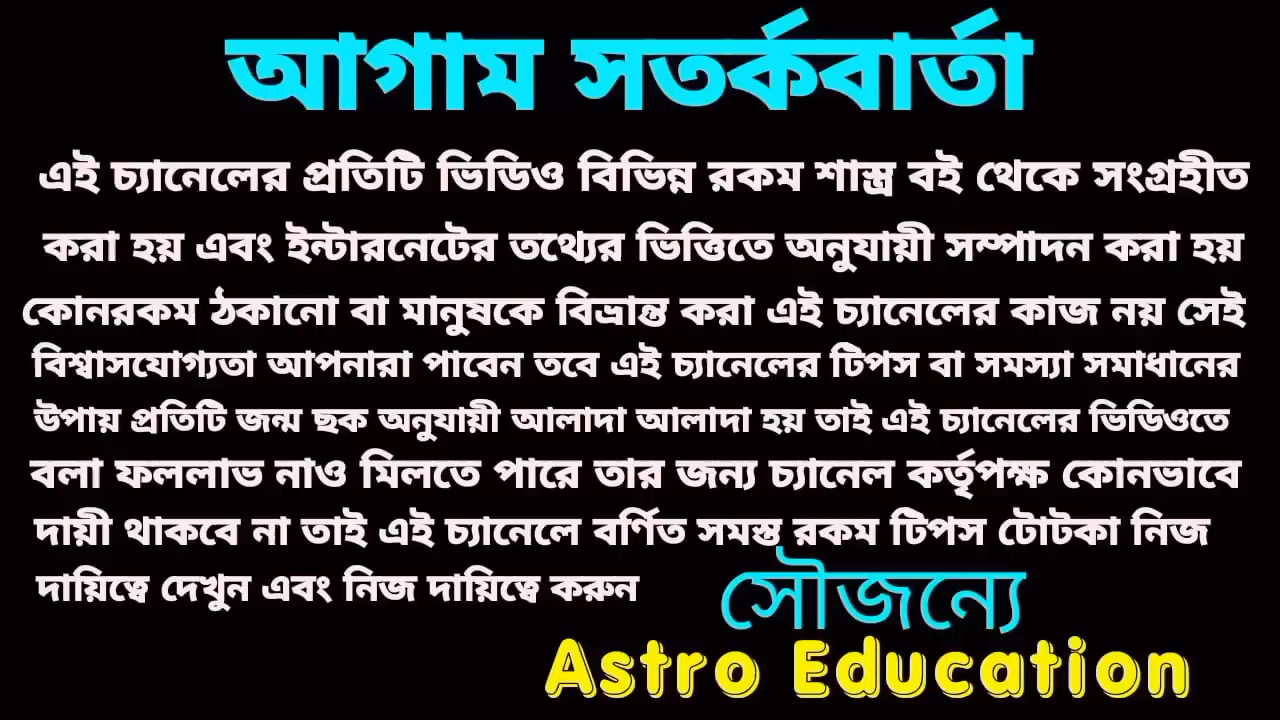 আগাম সতর্কবার্তা
এই চ্যানেলের প্রতিটি ভিডিও বিভিন্ন রকম শাস্ত্র বই থেকে সংগ্রহীত
করা হয় এবং ইন্টারনেটের তথ্যের ভিত্তিতে অনুযায়ী সম্পাদন করা হয়
কোনরকম ঠকানো বা মানুষকে বিভ্রান্ত করা এই চ্যানেলের কাজ নয় সেই
বিশ্বাসযোগ্যতা আপনারা পাবেন তবে এই চ্যানেলের টিপস বা সমস্যা সমাধানের
উপায় প্রতিটি জন্ম ছক অনুযায়ী আলাদা আলাদা হয় তাই এই চ্যানেলের ভিডিওতে
বলা ফললাভ নাও মিলতে পারে তার জন্য চ্যানেল কর্তৃপক্ষ কোনভাবে
দায়ী থাকবে না তাই এই চ্যানেলে বর্ণিত সমস্ত রকম টিপস টোটকা নিজ
দায়িত্বে দেখুন এবং নিজ দায়িত্বে করুন
সৌজন্যে
Astro Education